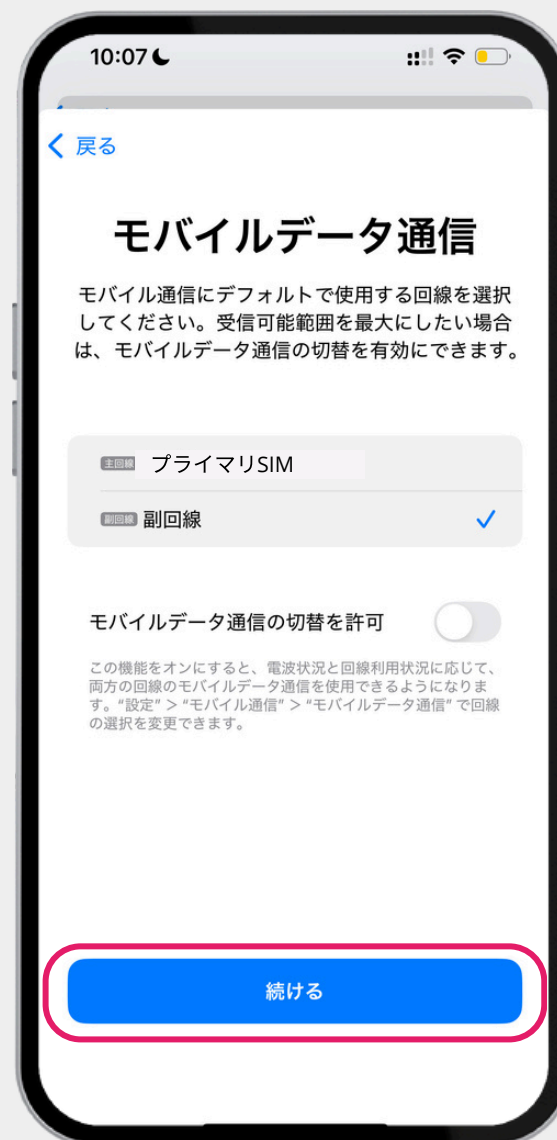 10:07
戻る
モバイルデータ通信
モバイル通信にデフォルトで使用する回線を選択
してください。受信可能範囲を最大にしたい場合
は、モバイルデータ通信の切替を有効にできます。
主回線 プライマリSIM
副回線 副回線
モバイルデータ通信の切替を許可
この機能をオンにすると、電波状況と回線利用状況に応じて、
両方の回線のモバイルデータ通信を使用できるようになりま
す。“設定” > “モバイル通信” > “モバイルデータ通信” で回線
の選択を変更できます。
続ける